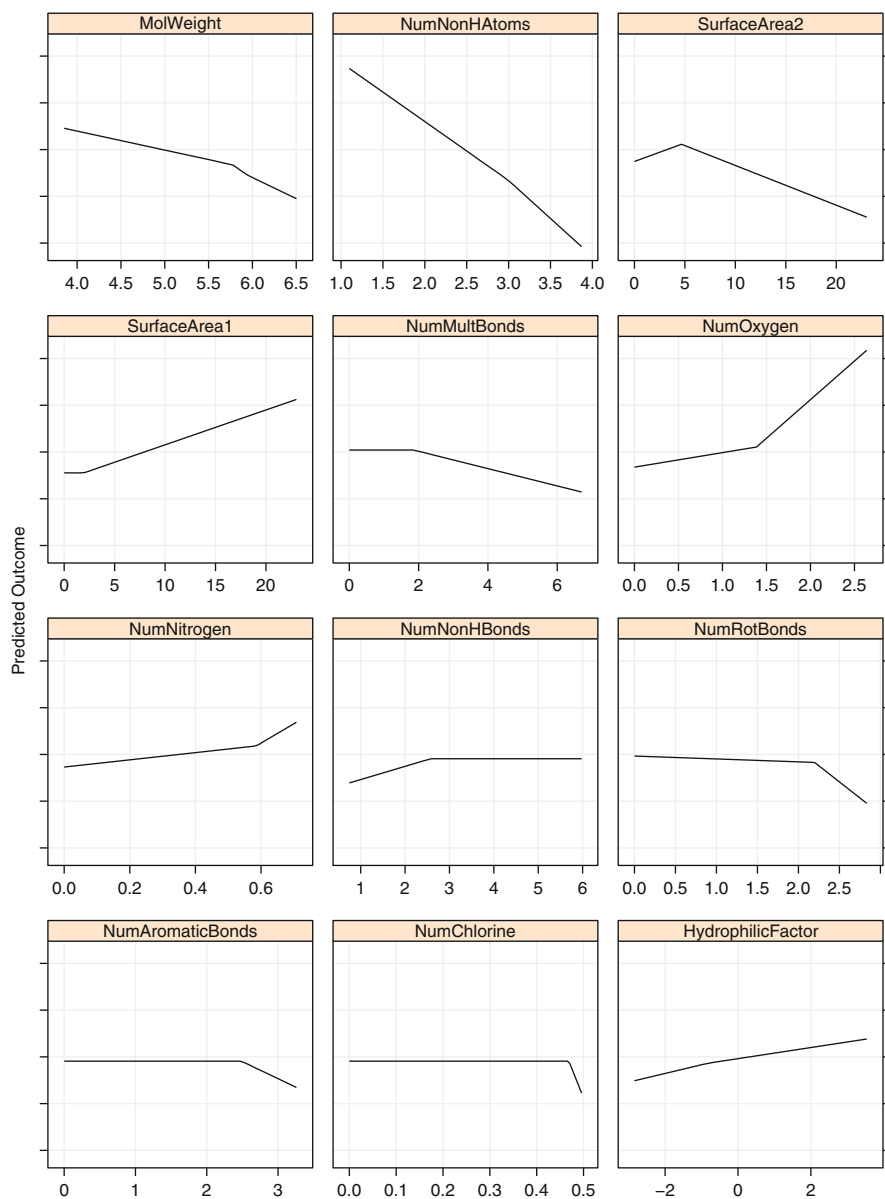 MolWeight NumNonHAtoms SurfaceArea2
4.0 4.5 5.0 5.5 6.0 6.5 1.0 1.5 2.0 2.5 3.0 3.5 4.0 0 5 10 15 20
SurfaceArea1 NumMultBonds NumOxygen
0 5 10 15 20 0 2 4 6 0.0 0.5 1.0 1.5 2.0 2.5
Predicted Outcome
NumNitrogen NumNonHBonds NumRotBonds
0.0 0.2 0.4 0.6 1 2 3 4 5 6 0.0 0.5 1.0 1.5 2.0 2.5
NumAromaticBonds NumChlorine HydrophilicFactor
0 1 2 3 0.0 0.1 0.2 0.3 0.4 0.5 −2 0 2